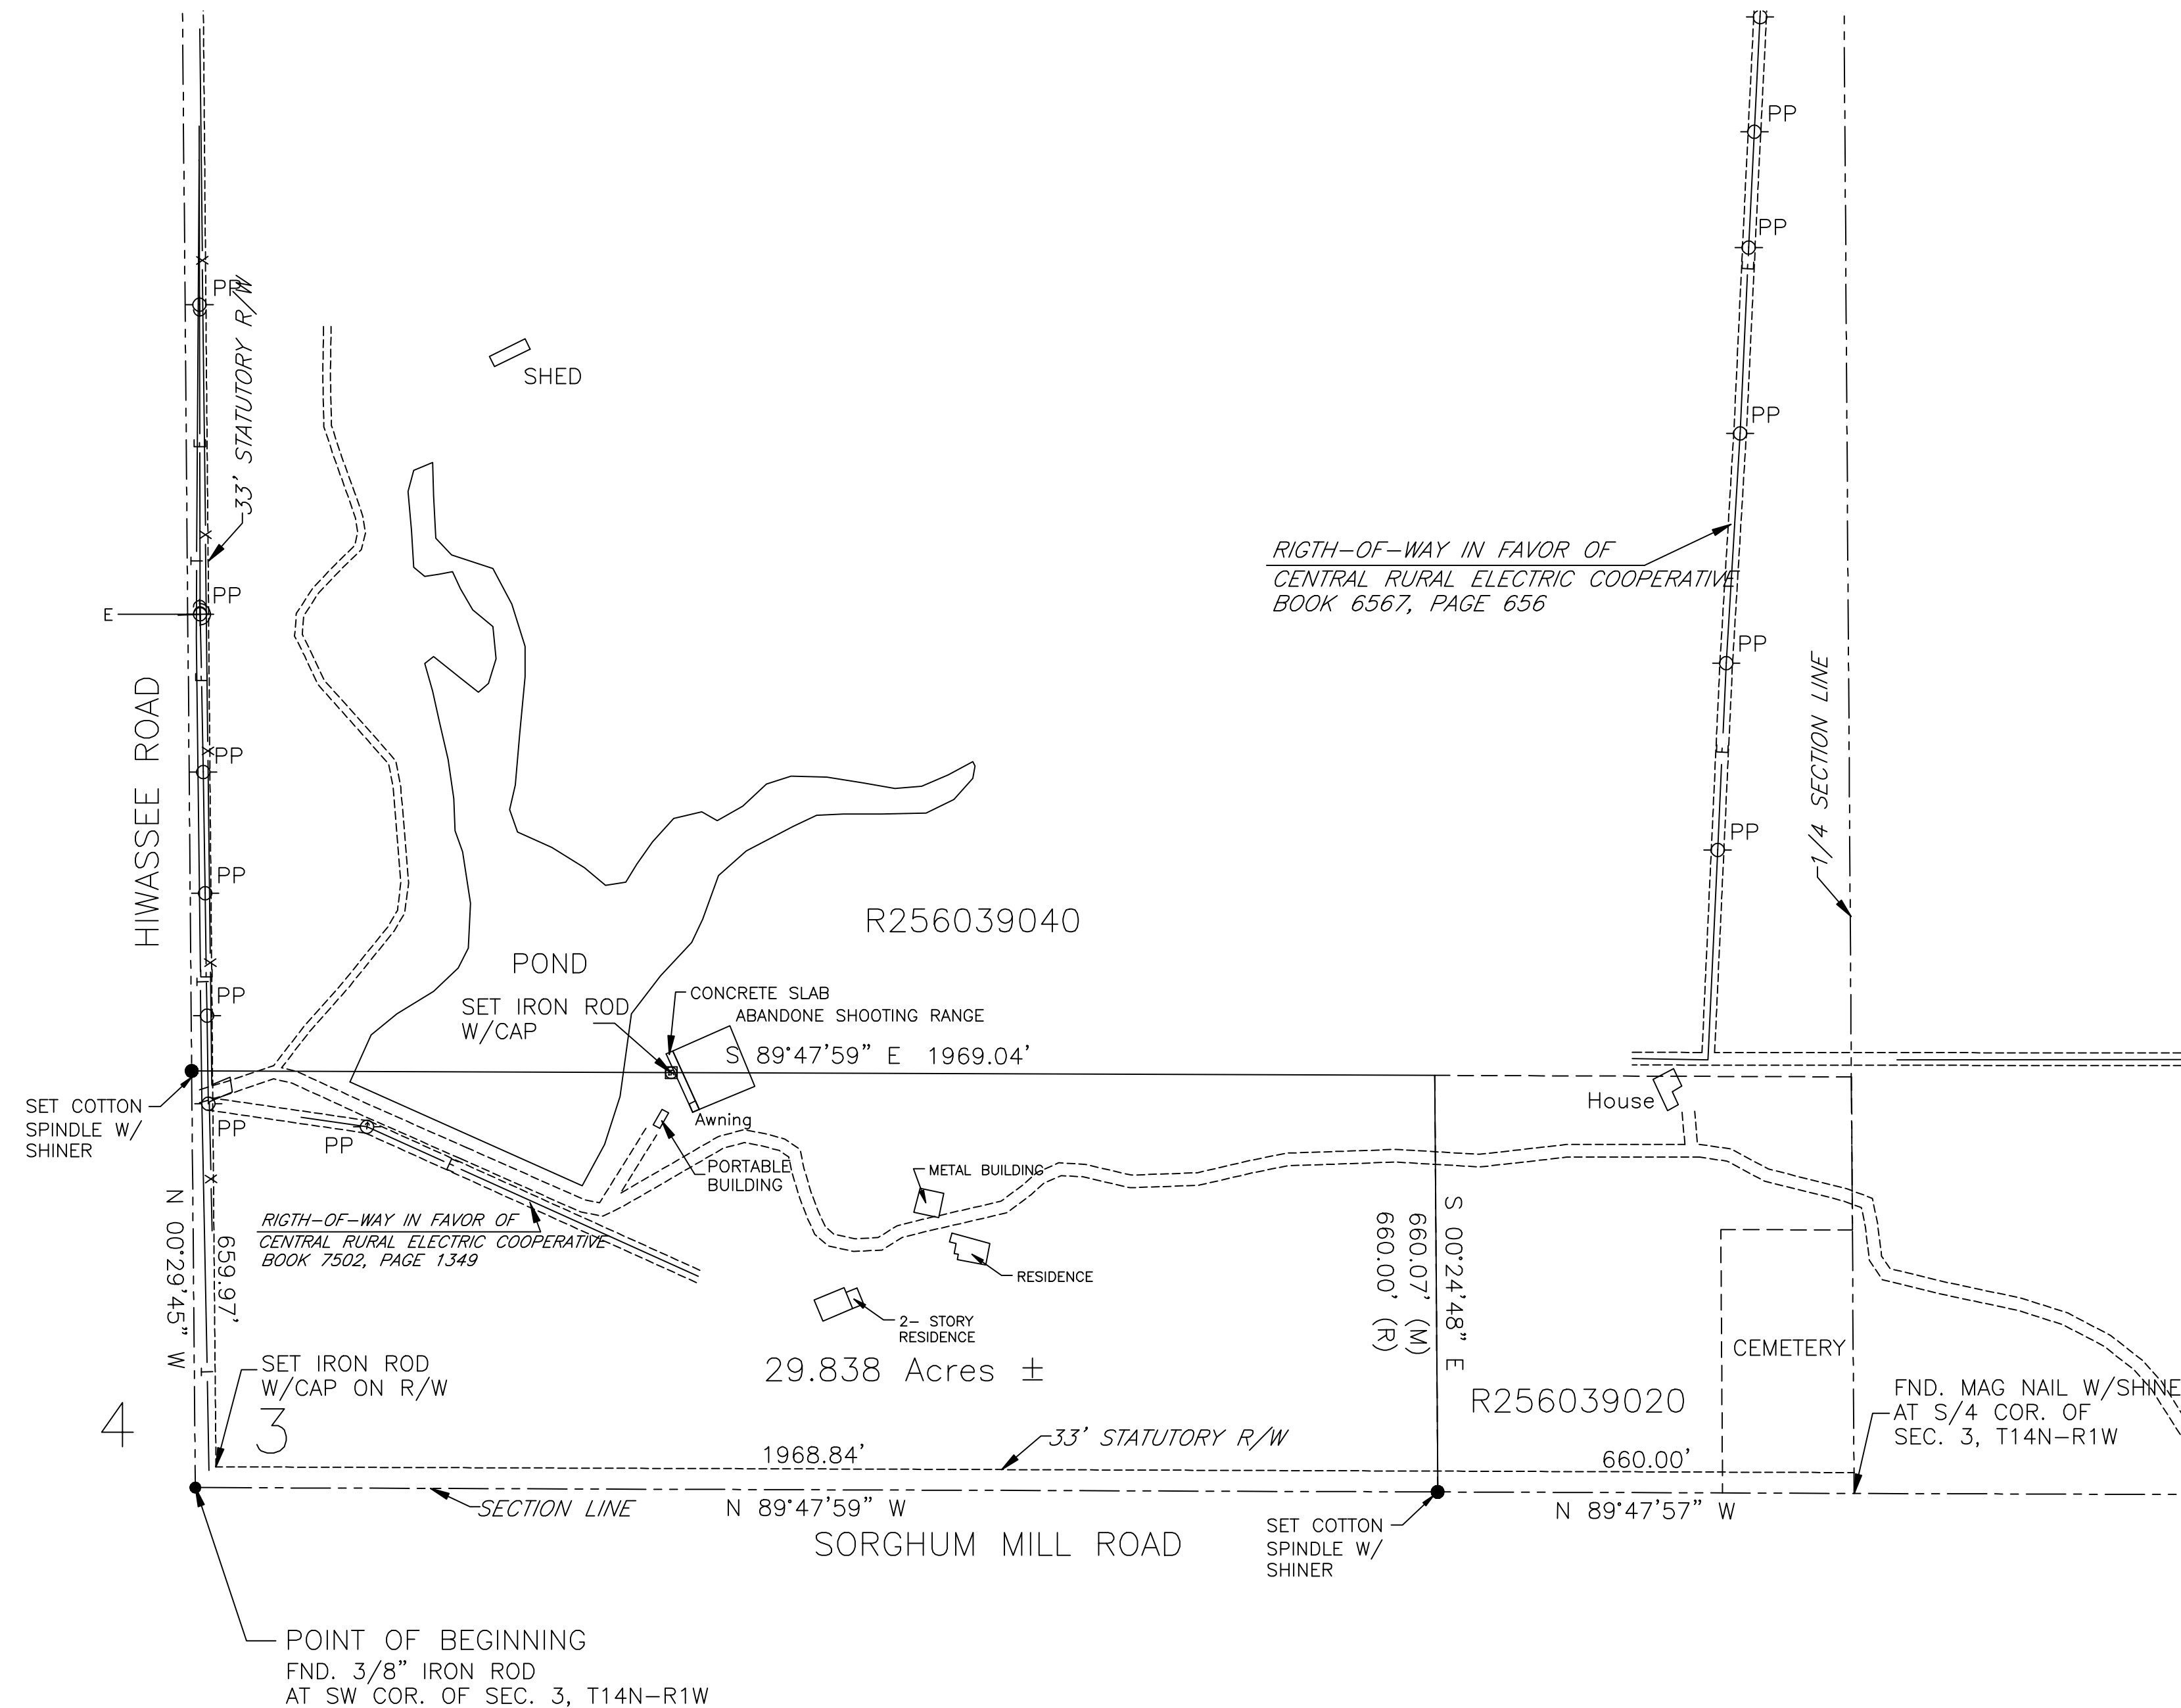 PP
PP
PP
33' STATUTORY R/W
SHED
PP
RIGTH-OF-WAY IN FAVOR OF
CENTRAL RURAL ELECTRIC COOPERATIVE
BOOK 6567, PAGE 656
PP
E
PP
1/4 SECTION LINE
HIWASSEE ROAD
PP
PP
PP
R256039040
POND
SET IRON ROD
W/CAP
CONCRETE SLAB
ABANDONE SHOOTING RANGE
PP
S 89°47'59" E 1969.04'
SET COTTON
SPINDLE W/
SHINER
PP
PP
Awning
House
PORTABLE
BUILDING
METAL BUILDING
N 00°29'45" W
659.97'
RIGTH-OF-WAY IN FAVOR OF
CENTRAL RURAL ELECTRIC COOPERATIVE
BOOK 7502, PAGE 1349
RESIDENCE
2- STORY
RESIDENCE
S 00°24'48" E
660.07' (M)
660.00' (R)
CEMETERY
SET IRON ROD
W/CAP ON R/W
29.838 Acres ±
R256039020
FND. MAG NAIL W/SHINE
AT S/4 COR. OF
SEC. 3, T14N-R1W
4
3
1968.84'
33' STATUTORY R/W
660.00'
SECTION LINE
N 89°47'59" W
N 89°47'57" W
SORGHUM MILL ROAD
SET COTTON
SPINDLE W/
SHINER
POINT OF BEGINNING
FND. 3/8" IRON ROD
AT SW COR. OF SEC. 3, T14N-R1W